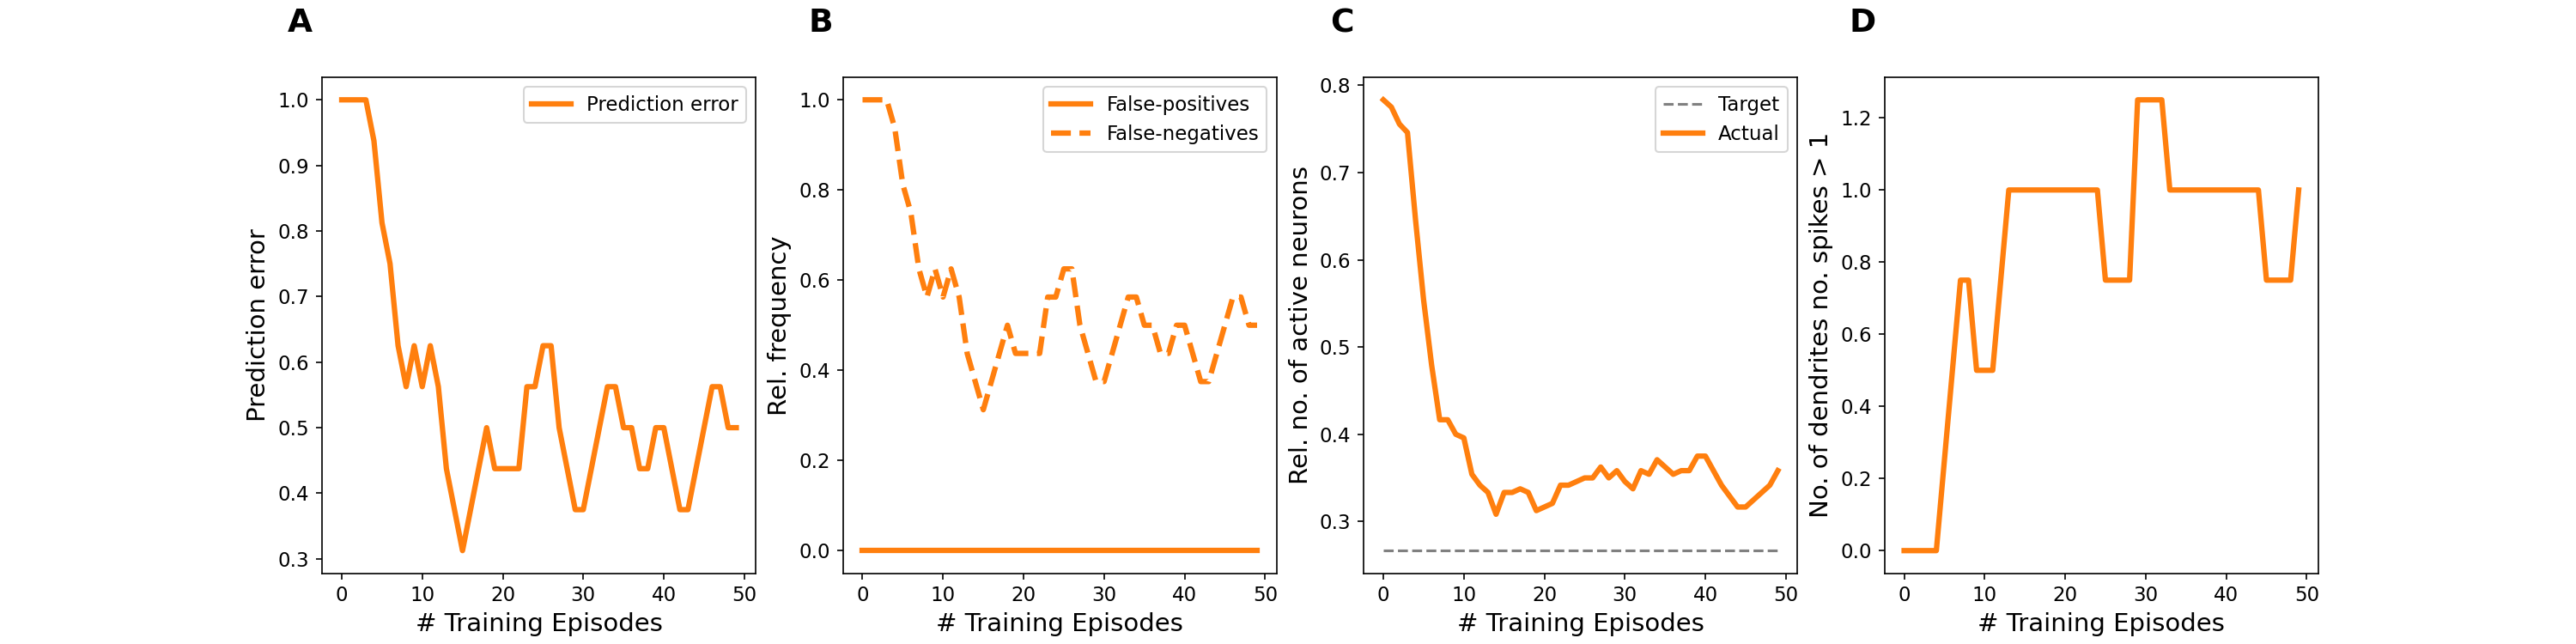 A
Prediction error
1.0
0.9
0.8
0.7
0.6
0.5
0.4
0.3
Prediction error
0 10 20 30 40 50
# Training Episodes
B
Rel. frequency
1.0
0.8
0.6
0.4
0.2
0.0
False-positives
False-negatives
0 10 20 30 40 50
# Training Episodes
C
Rel. no. of active neurons
0.8
0.7
0.6
0.5
0.4
0.3
Target
Actual
0 10 20 30 40 50
# Training Episodes
D
No. of dendrites no. spikes > 1
1.2
1.0
0.8
0.6
0.4
0.2
0.0
0 10 20 30 40 50
# Training Episodes